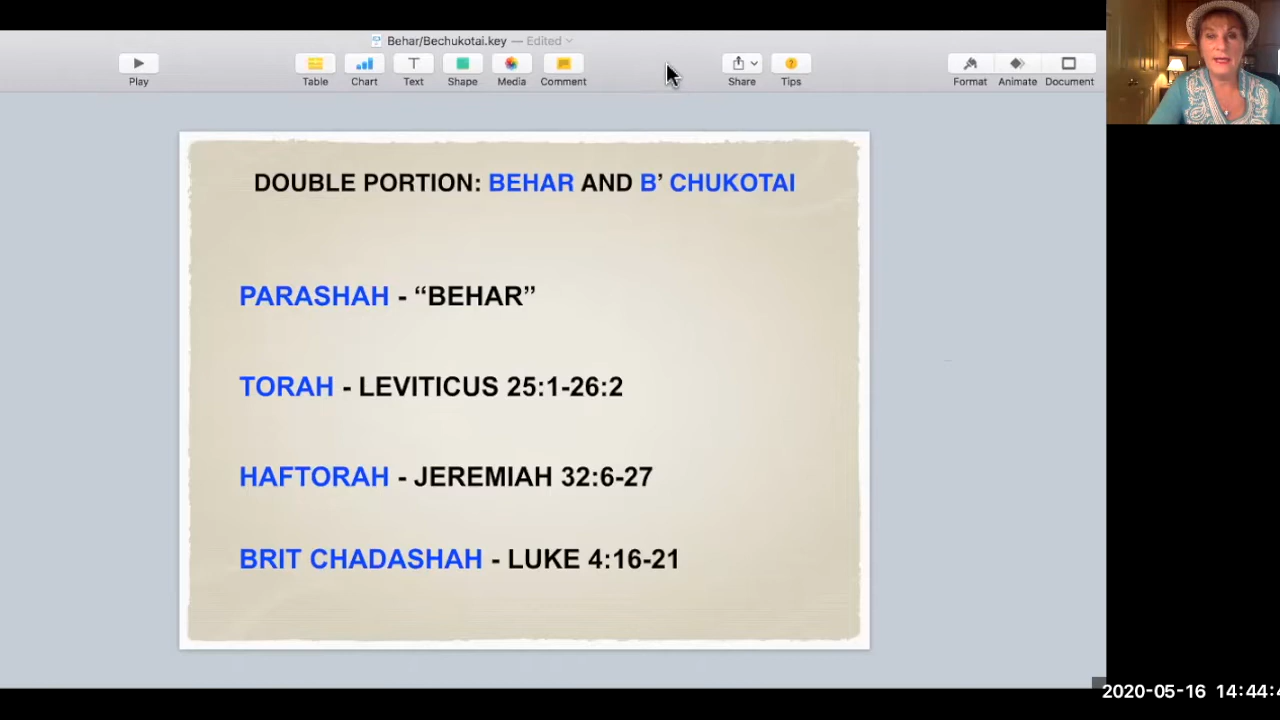 Behar/Bechukotai.key — Edited
Play
Table
Chart
Text
Shape
Media
Comment
Share
Tips
Format
Animate
Document
DOUBLE PORTION: BEHAR AND B’ CHUKOTAI
PARASHAH - “BEHAR”
TORAH - LEVITICUS 25:1-26:2
HAFTORAH - JEREMIAH 32:6-27
BRIT CHADASHAH - LUKE 4:16-21
2020-05-16 14:44:4